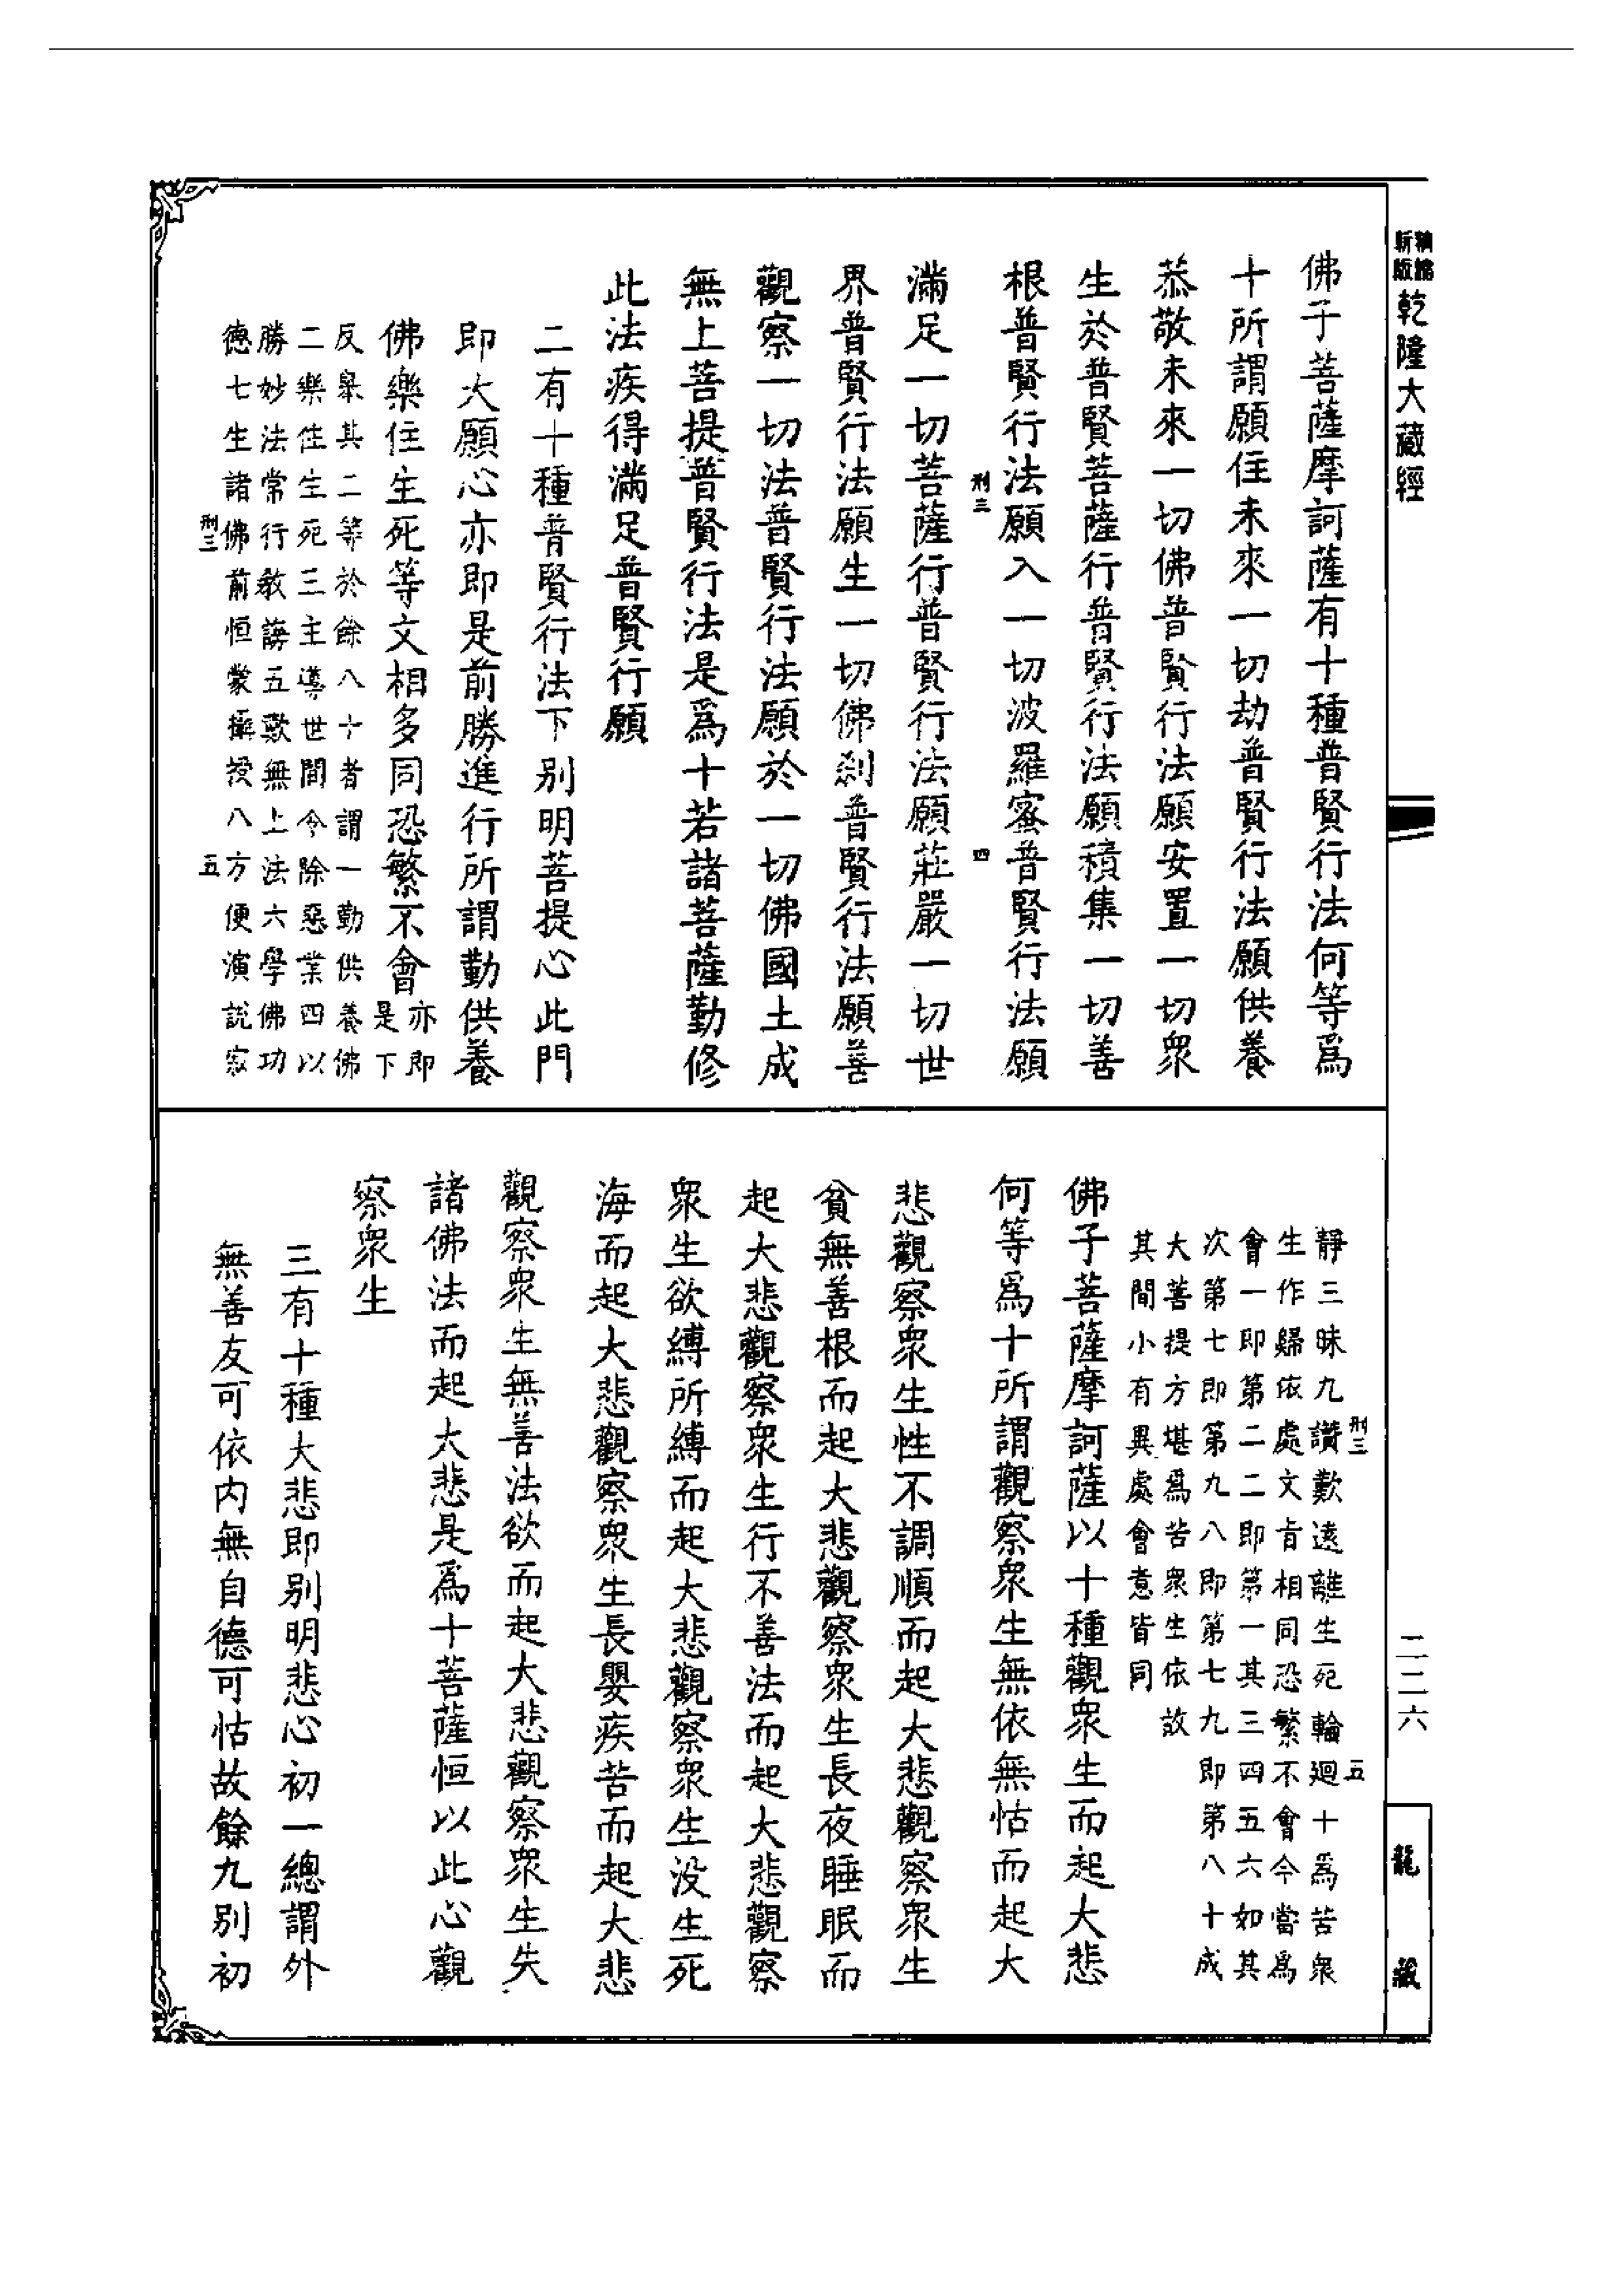 乾隆大藏經
佛子菩薩摩訶薩有十種普賢行法何等爲
十所謂願住未來一切劫普賢行法願供養
恭敬未來一切佛普賢行法願安置一切衆
生於普賢菩薩行普賢行法願積集一切善
根普賢行法願入一切波羅蜜普賢行法願
刑三
四
滿足一切菩薩行普賢行法願莊嚴一切世
界普賢行法願生一切佛刹普賢行法願善
觀察一切法普賢行法願於一切佛國土成
無上菩提普賢行法是爲十若諸菩薩勤修
此法疾得滿足普賢行願
二有十種普賢行法下别明菩提心此門
即大願心亦即是前勝進行所謂勤供養
佛樂住生死等文相多同恐繁不會亦即
是下
反舉其二等於餘八十者謂一勤供養佛
二樂住生死三主導世間令除惡業四以
勝妙法常行教誨五歎無上法六學佛功
德七生諸佛前恒蒙攝授八方便演說寂
刑三
五
靜三昧九讚歎遠離生死輪迴十爲苦衆
刑三
五
生作歸依處文旨相同恐繁不會今當爲
會一即第二二即第一其三四五六如其
次第七即第九八即第七九即第八十成
大菩提方堪爲苦衆生依故
其間小有異處會意皆同
佛子菩薩摩訶薩以十種觀衆生而起大悲
何等爲十所謂觀察衆生無依無怙而起大
悲觀察衆生性不調順而起大悲觀察衆生
貧無善根而起大悲觀察衆生長夜睡眠而
起大悲觀察衆生行不善法而起大悲觀察
衆生欲縛所縛而起大悲觀察衆生没生死
海而起大悲觀察衆生長嬰疾苦而起大悲
觀察衆生無善法欲而起大悲觀察衆生失
諸佛法而起大悲是爲十菩薩恒以此心觀
察衆生
三有十種大悲即别明悲心初一總謂外
無善友可依内無自德可怙故餘九别初
二二六
龍藏